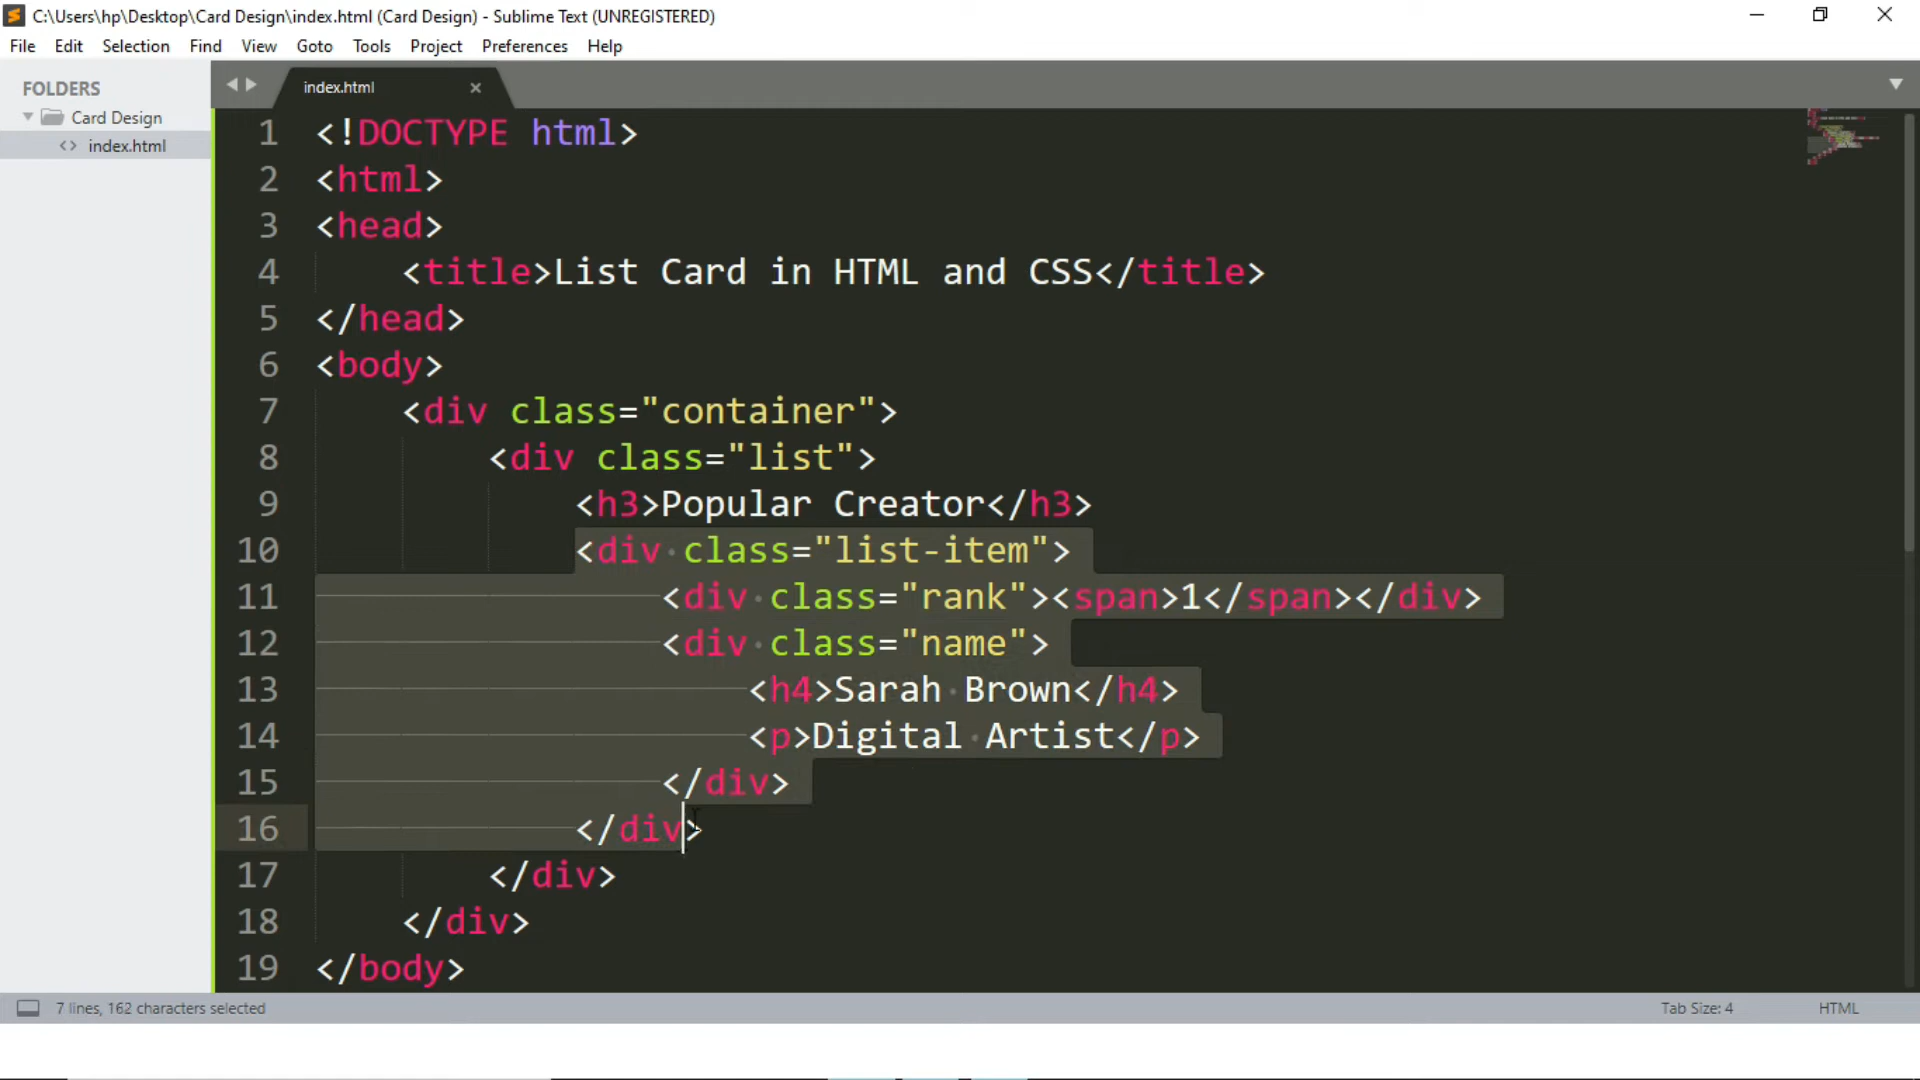 C:\Users\hp\Desktop\Card Design\index.html (Card Design) - Sublime Text (UNREGISTERED)
File Edit Selection Find View Goto Tools Project Preferences Help
FOLDERS
Card Design
<> index.html
index.html
1 <!DOCTYPE html>
2 <html>
3 <head>
4 <title>List Card in HTML and CSS</title>
5 </head>
6 <body>
7 <div class="container">
8 <div class="list">
9 <h3>Popular Creator</h3>
10 <div class="list-item">
11 <div class="rank"><span>1</span></div>
12 <div class="name">
13 <h4>Sarah Brown</h4>
14 <p>Digital Artist</p>
15 </div>
16 </div>
17 </div>
18 </div>
19 </body>
7 lines, 162 characters selected Tab Size: 4 HTML